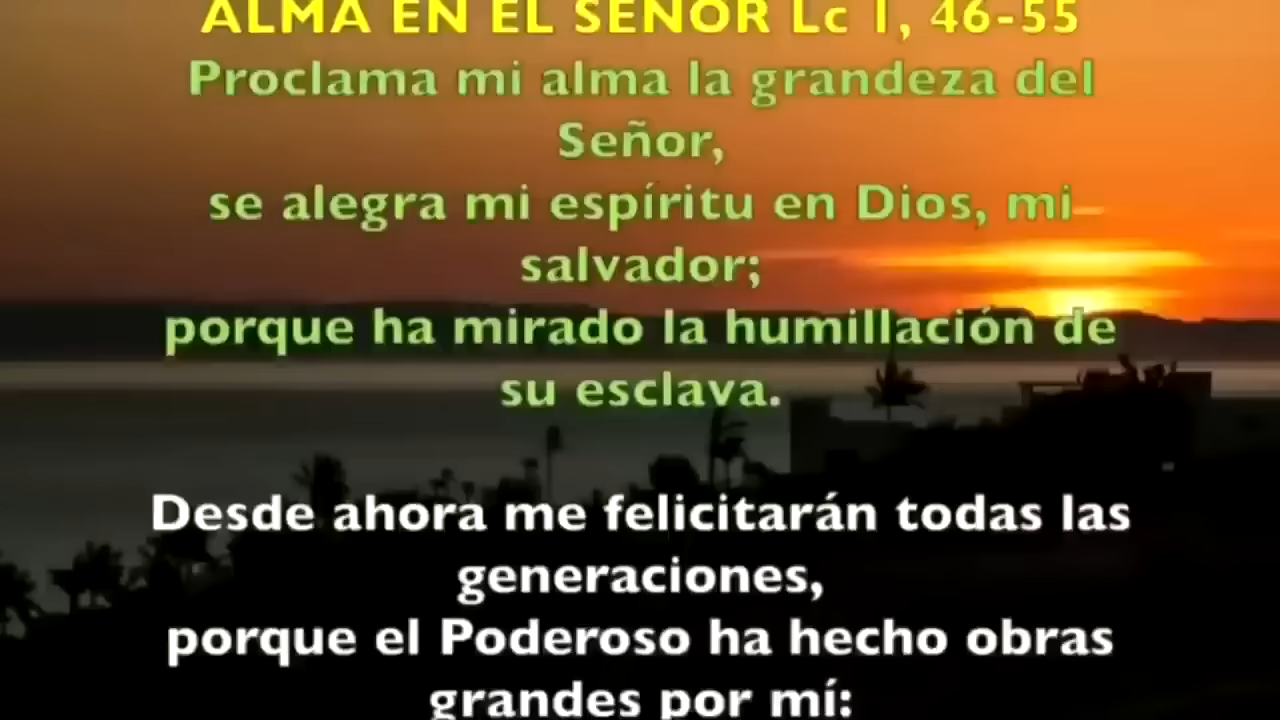 ALMA EN EL SEÑOR Lc 1, 46-55
Proclama mi alma la grandeza del
Señor,
se alegra mi espíritu en Dios, mi
salvador;
porque ha mirado la humillación de
su esclava.
Desde ahora me felicitarán todas las
generaciones,
porque el Poderoso ha hecho obras
grandes por mí: